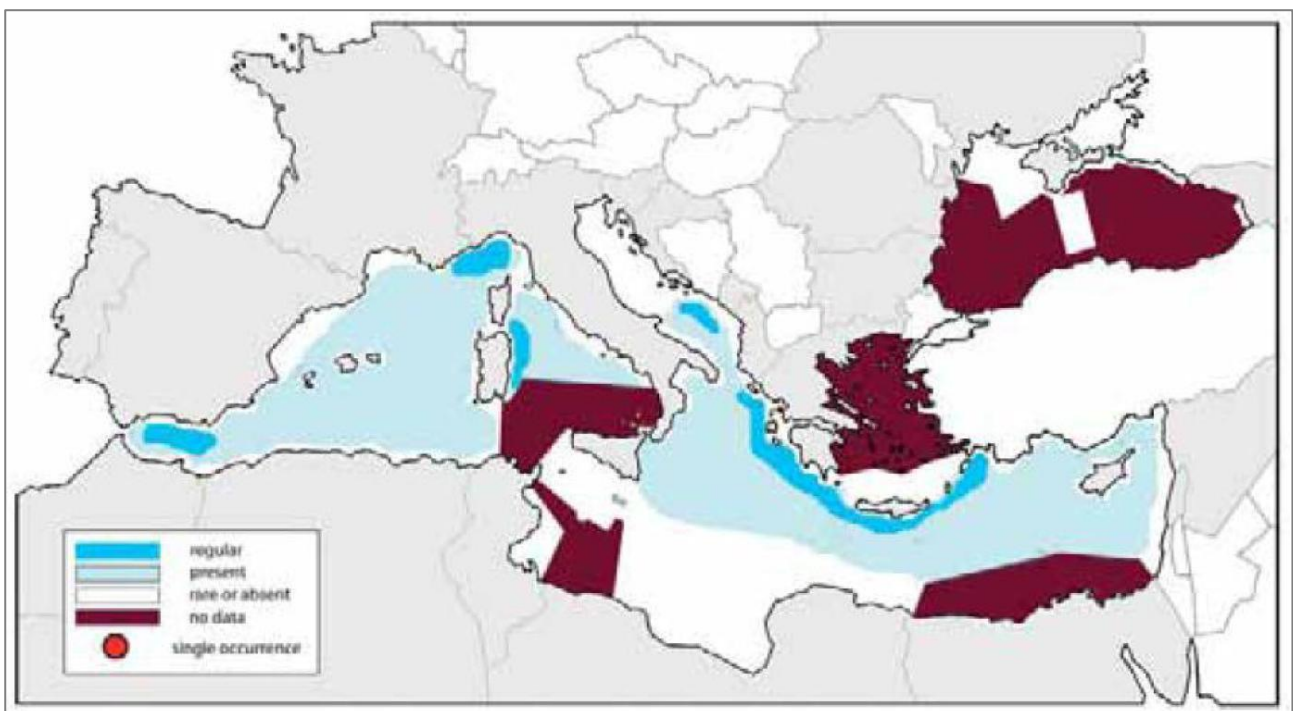 regular
present
rare or absent
no data
single occurrence